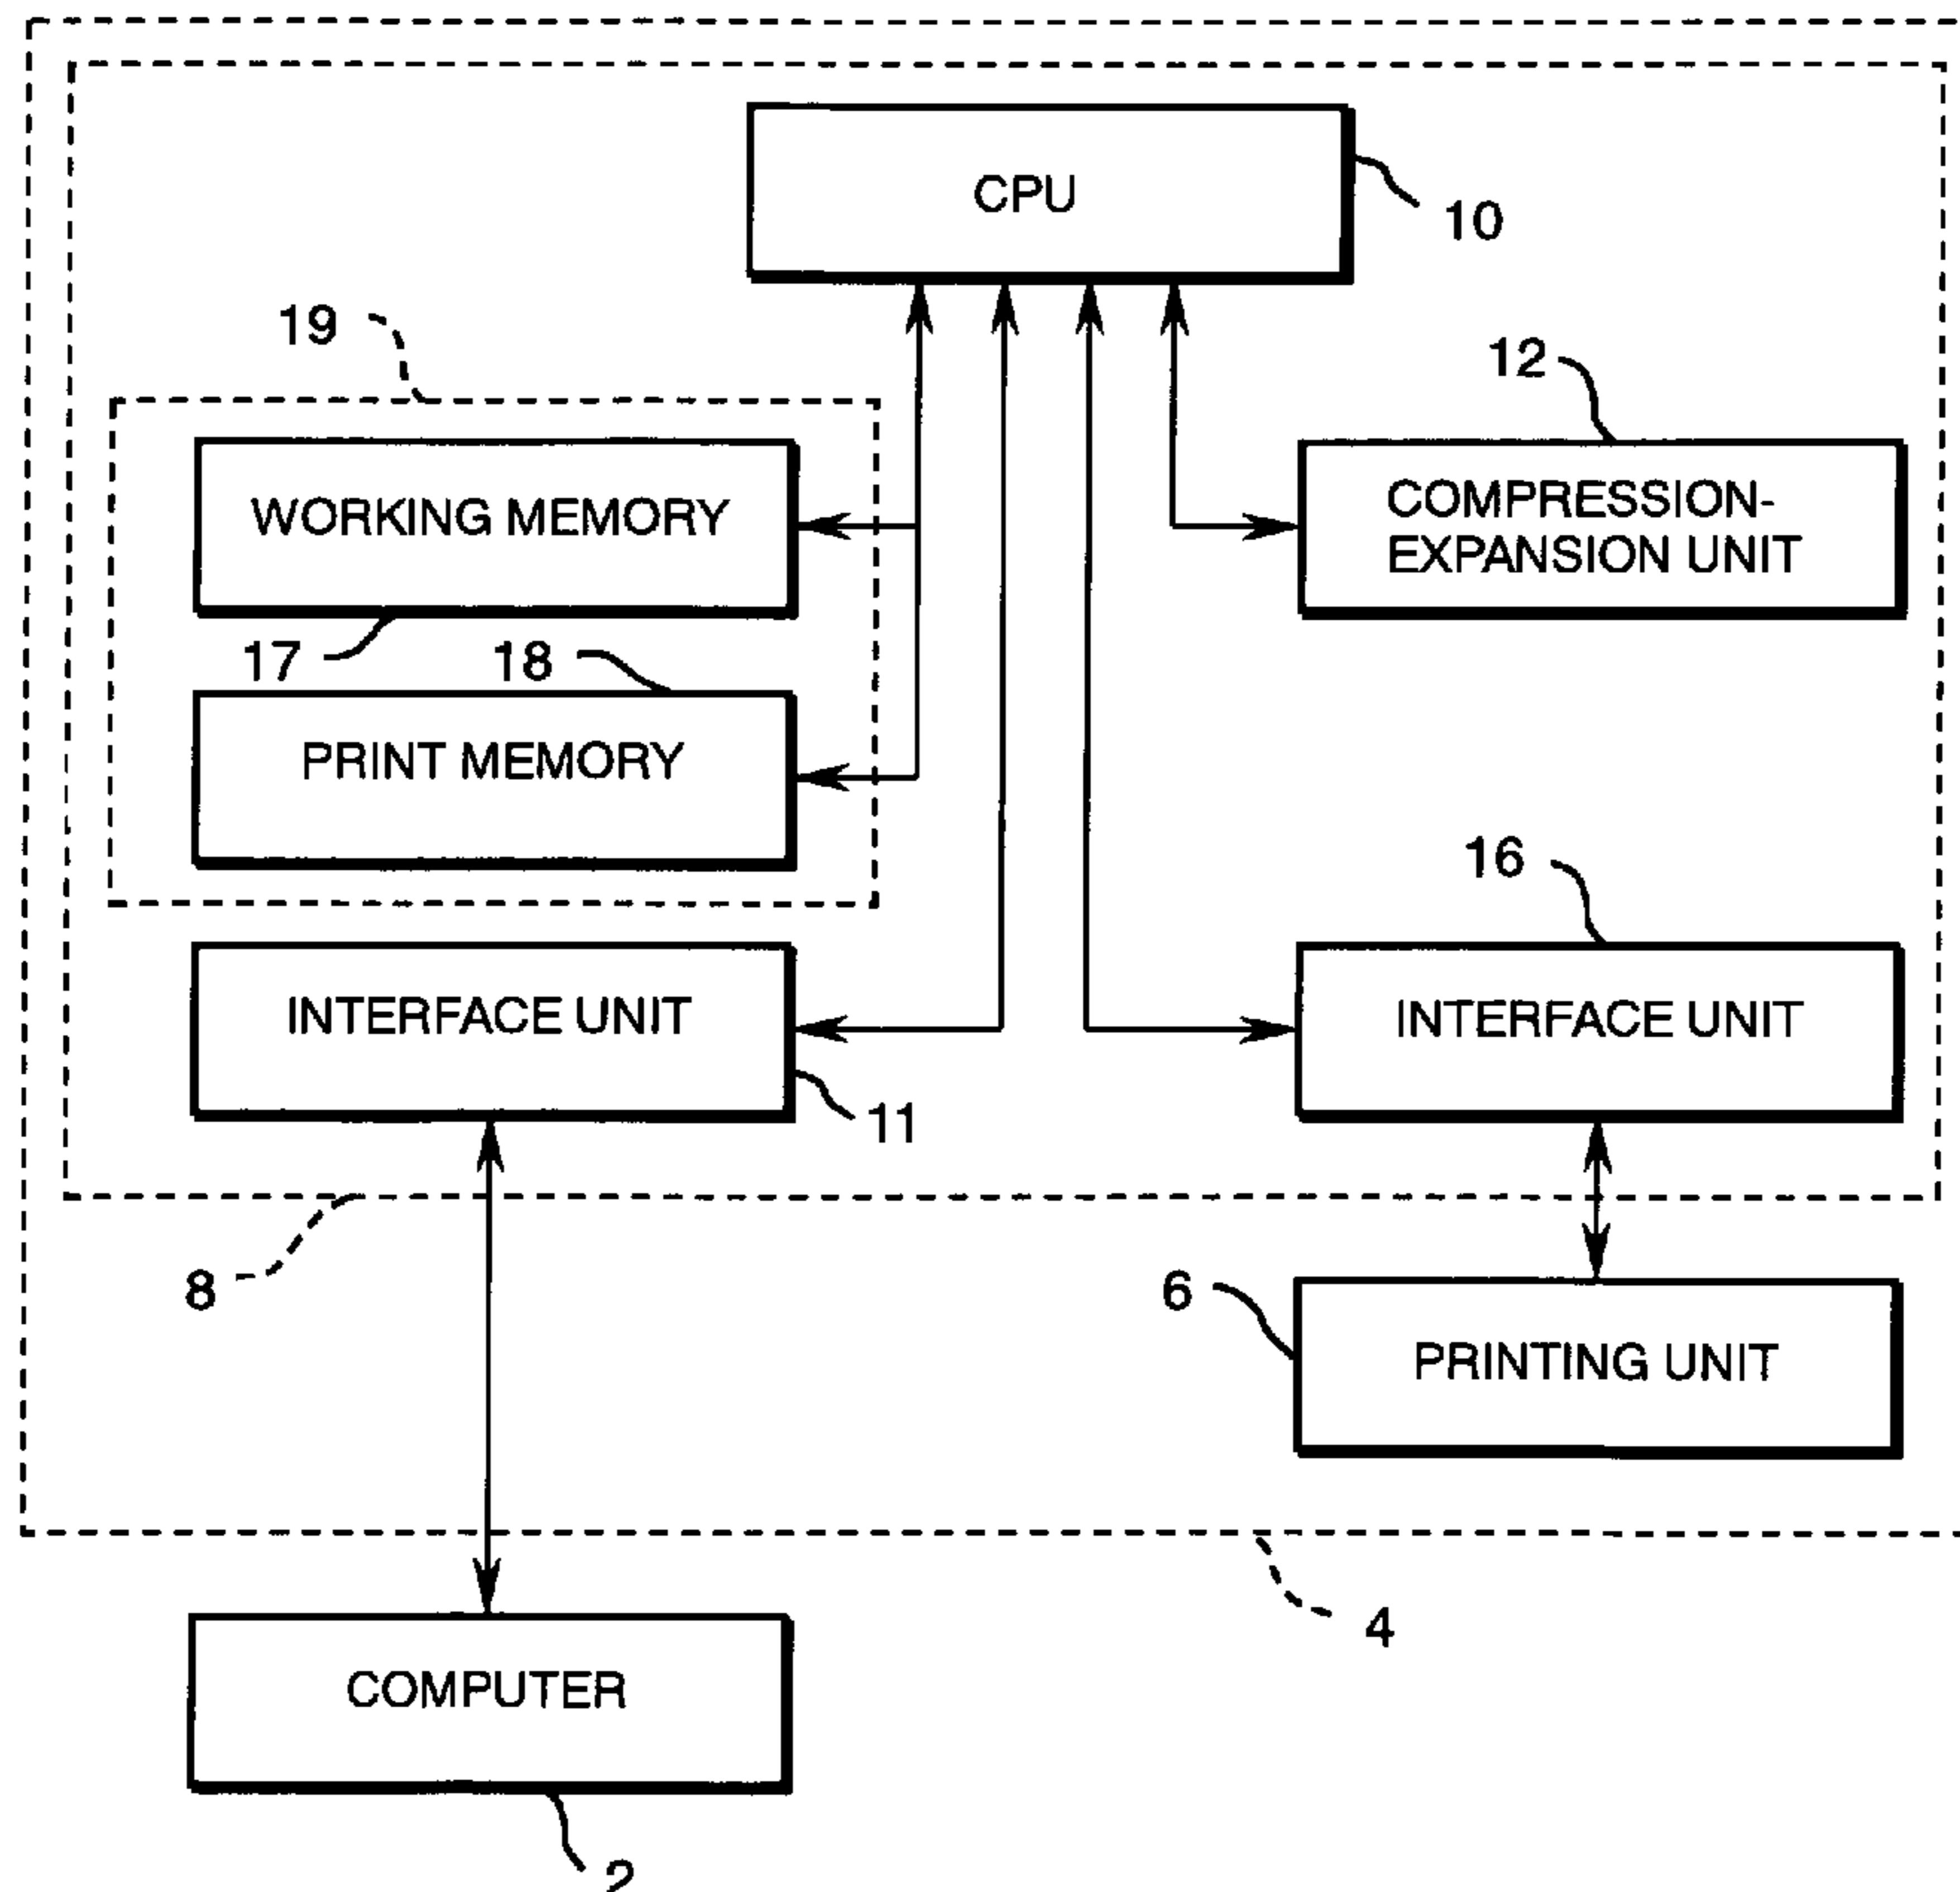 CPU
10
19
12
WORKING MEMORY
COMPRESSION-
EXPANSION UNIT
17
18
PRINT MEMORY
16
INTERFACE UNIT
INTERFACE UNIT
11
8
6
PRINTING UNIT
4
COMPUTER
2